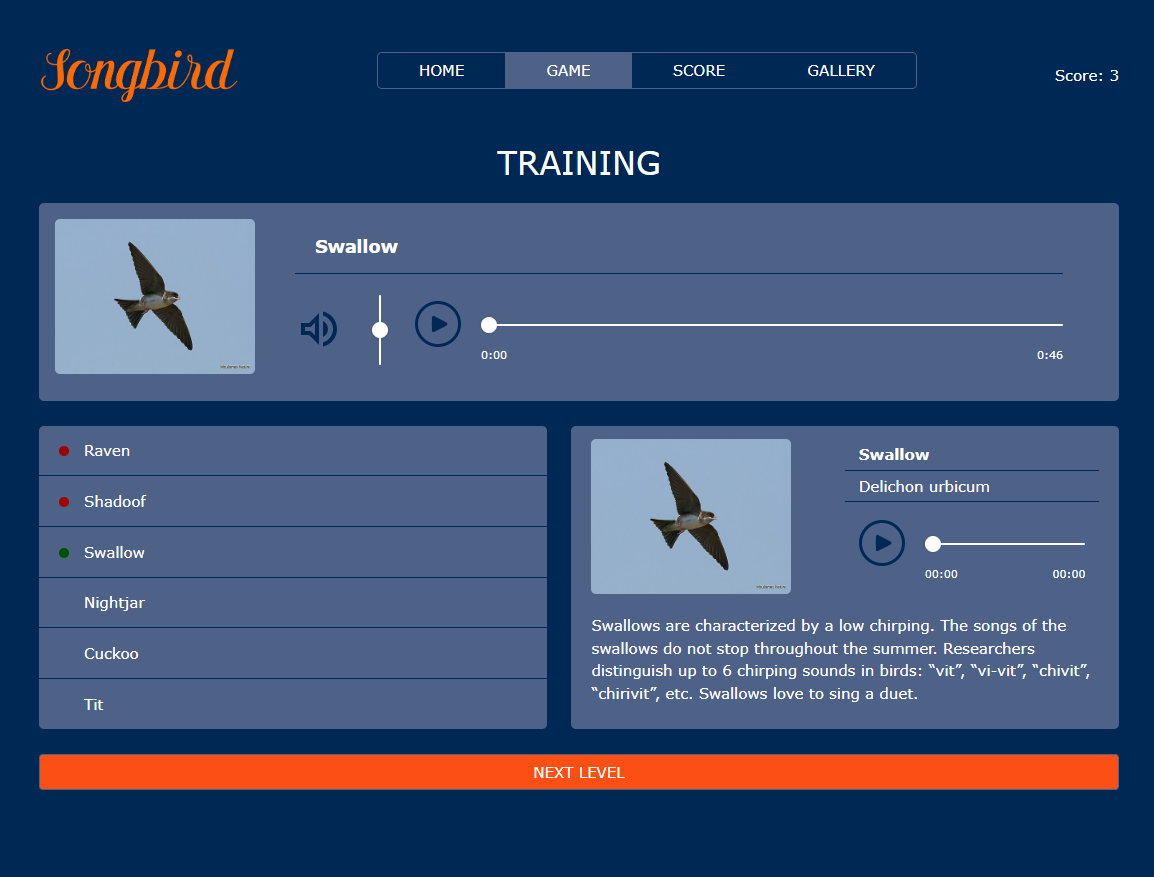 Songbird
HOME
GAME
SCORE
GALLERY
Score: 3
TRAINING
Swallow
0:00
0:46
Raven
Shadoof
Swallow
Nightjar
Cuckoo
Tit
Swallow
Delichon urbicum
00:00
00:00
Swallows are characterized by a low chirping. The songs of the
swallows do not stop throughout the summer. Researchers
distinguish up to 6 chirping sounds in birds: “vit”, “vi-vit”, “chivit”,
“chirivit”, etc. Swallows love to sing a duet.
NEXT LEVEL